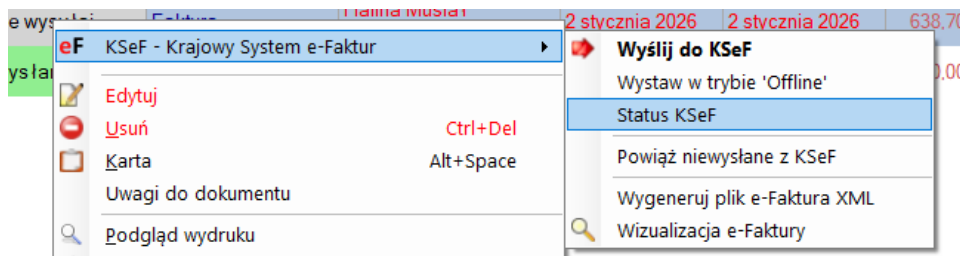 Faktura 2 stycznia 2026 2 stycznia 2026 638,70
eF KSeF - Krajowy System e-Faktur
Wyślij do KSeF
Wystaw w trybie 'Offline'
Edytuj
Status KSeF
Usuń Ctrl+Del
Karta Alt+Space
Powiąż niewysłane z KSeF
Uwagi do dokumentu
Wygeneruj plik e-Faktura XML
Podgląd wydruku
Wizualizacja e-Faktury